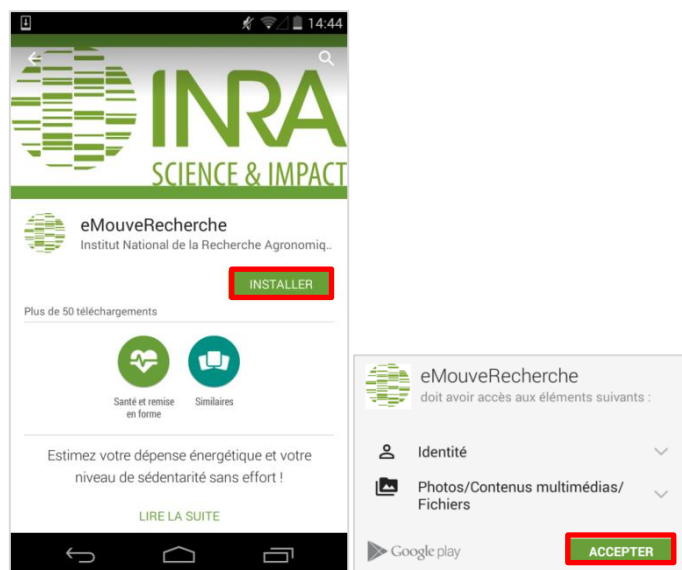 14:44
INRA
SCIENCE & IMPACT
eMouveRecherche
Institut National de la Recherche Agronomiq..
INSTALLER
Plus de 50 téléchargements
Santé et remise
en forme
Similaires
Estimez votre dépense énergétique et votre
niveau de sédentarité sans effort !
LIRE LA SUITE
eMouveRecherche
doit avoir accès aux éléments suivants :
Identité
Photos/Contenus multimédias/
Fichiers
Google play
ACCEPTER